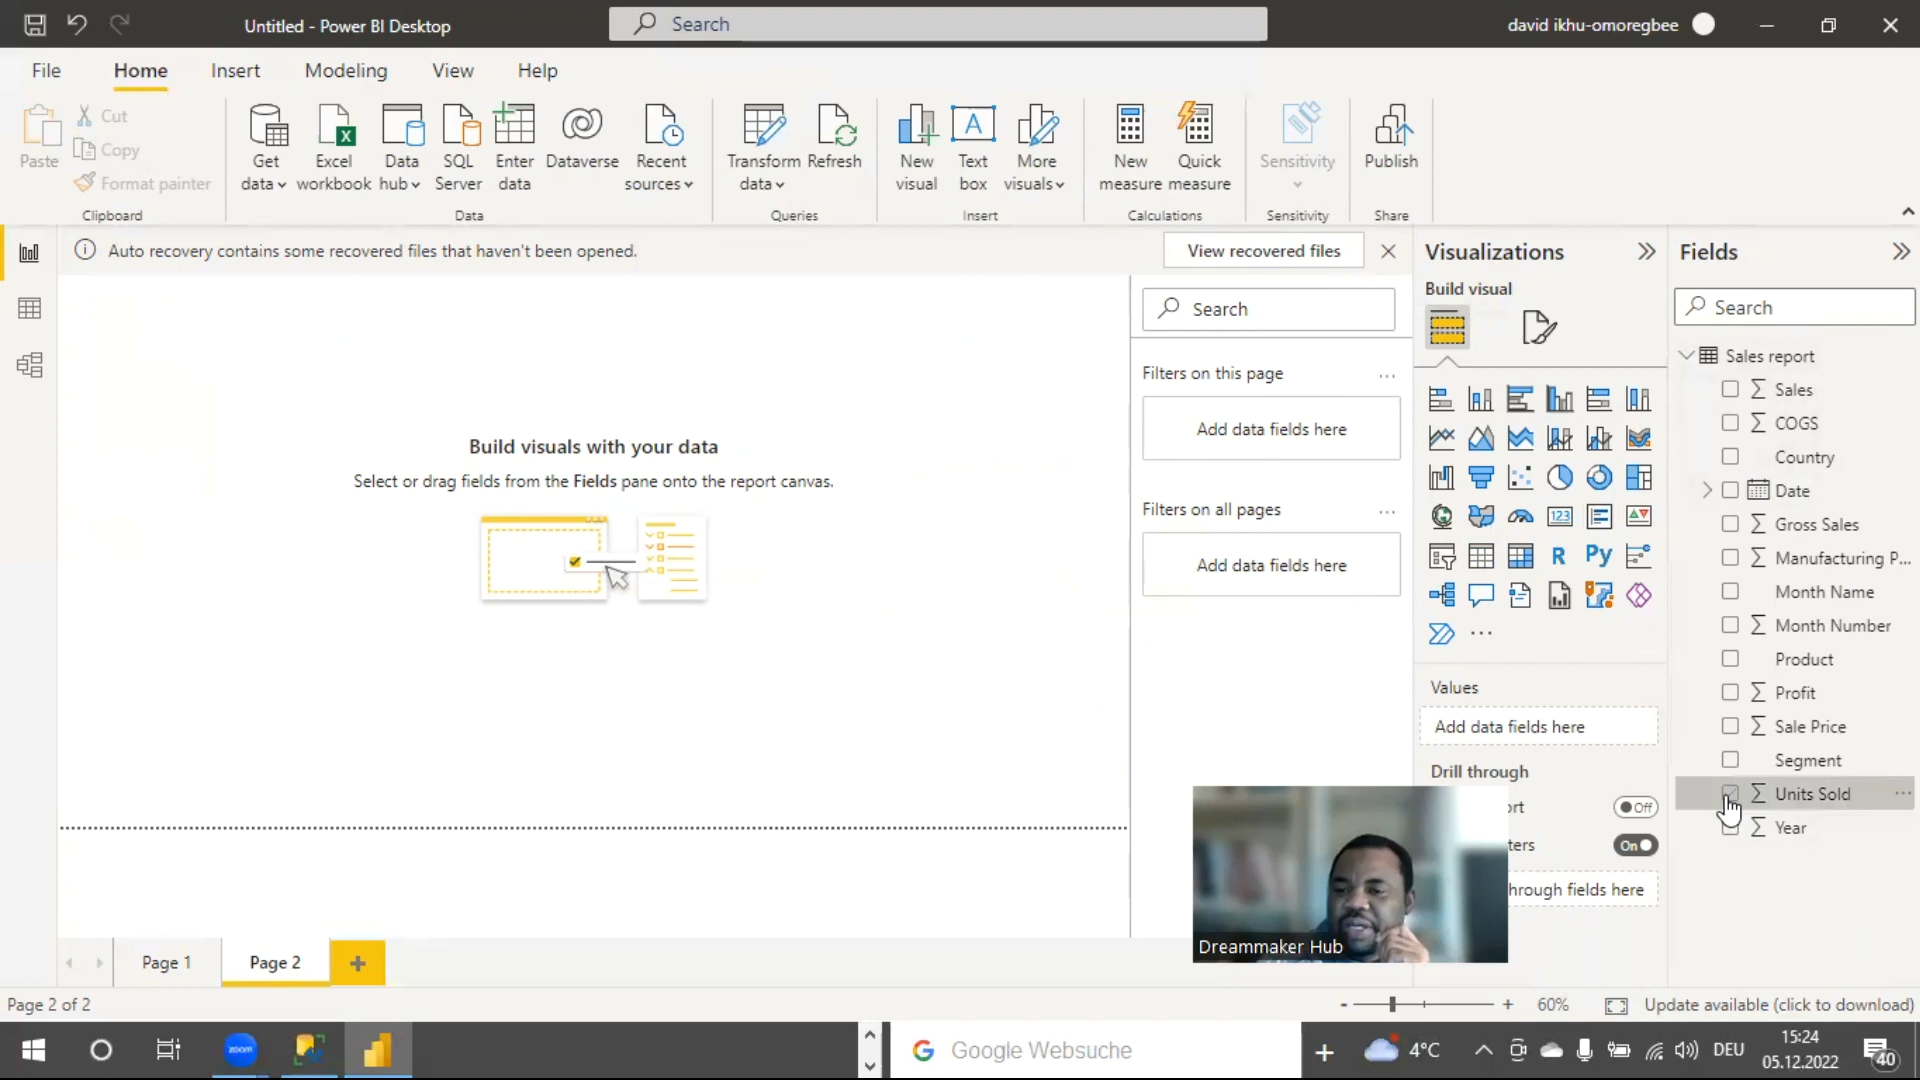 Untitled - Power BI Desktop
Search
david ikhu-omoregbee
File
Home
Insert
Modeling
View
Help
Paste
Cut
Copy
Format painter
Clipboard
Get data
Excel workbook
Data hub
SQL Server
Enter data
Dataverse
Recent sources
Data
Transform data
Refresh
Queries
New visual
A
Text box
More visuals
Insert
New measure
Quick measure
Calculations
Sensitivity
Sensitivity
Publish
Share
Auto recovery contains some recovered files that haven't been opened.
View recovered files
Build visuals with your data
Select or drag fields from the Fields pane onto the report canvas.
Search
Filters on this page
...
Add data fields here
Filters on all pages
...
Add data fields here
Visualizations
Build visual
123
R
Py
...
Values
Add data fields here
Drill through
ort
Off
ters
On
hrough fields here
Fields
Search
Sales report
Sales
COGS
Country
Date
Gross Sales
Manufacturing P...
Month Name
Month Number
Product
Profit
Sale Price
Segment
Units Sold
...
Year
Dreammaker Hub
Page 1
Page 2
+
Page 2 of 2
-
+
60%
Update available (click to download)
zoom
Google Websuche
4°C
DEU
15:24
05.12.2022
40